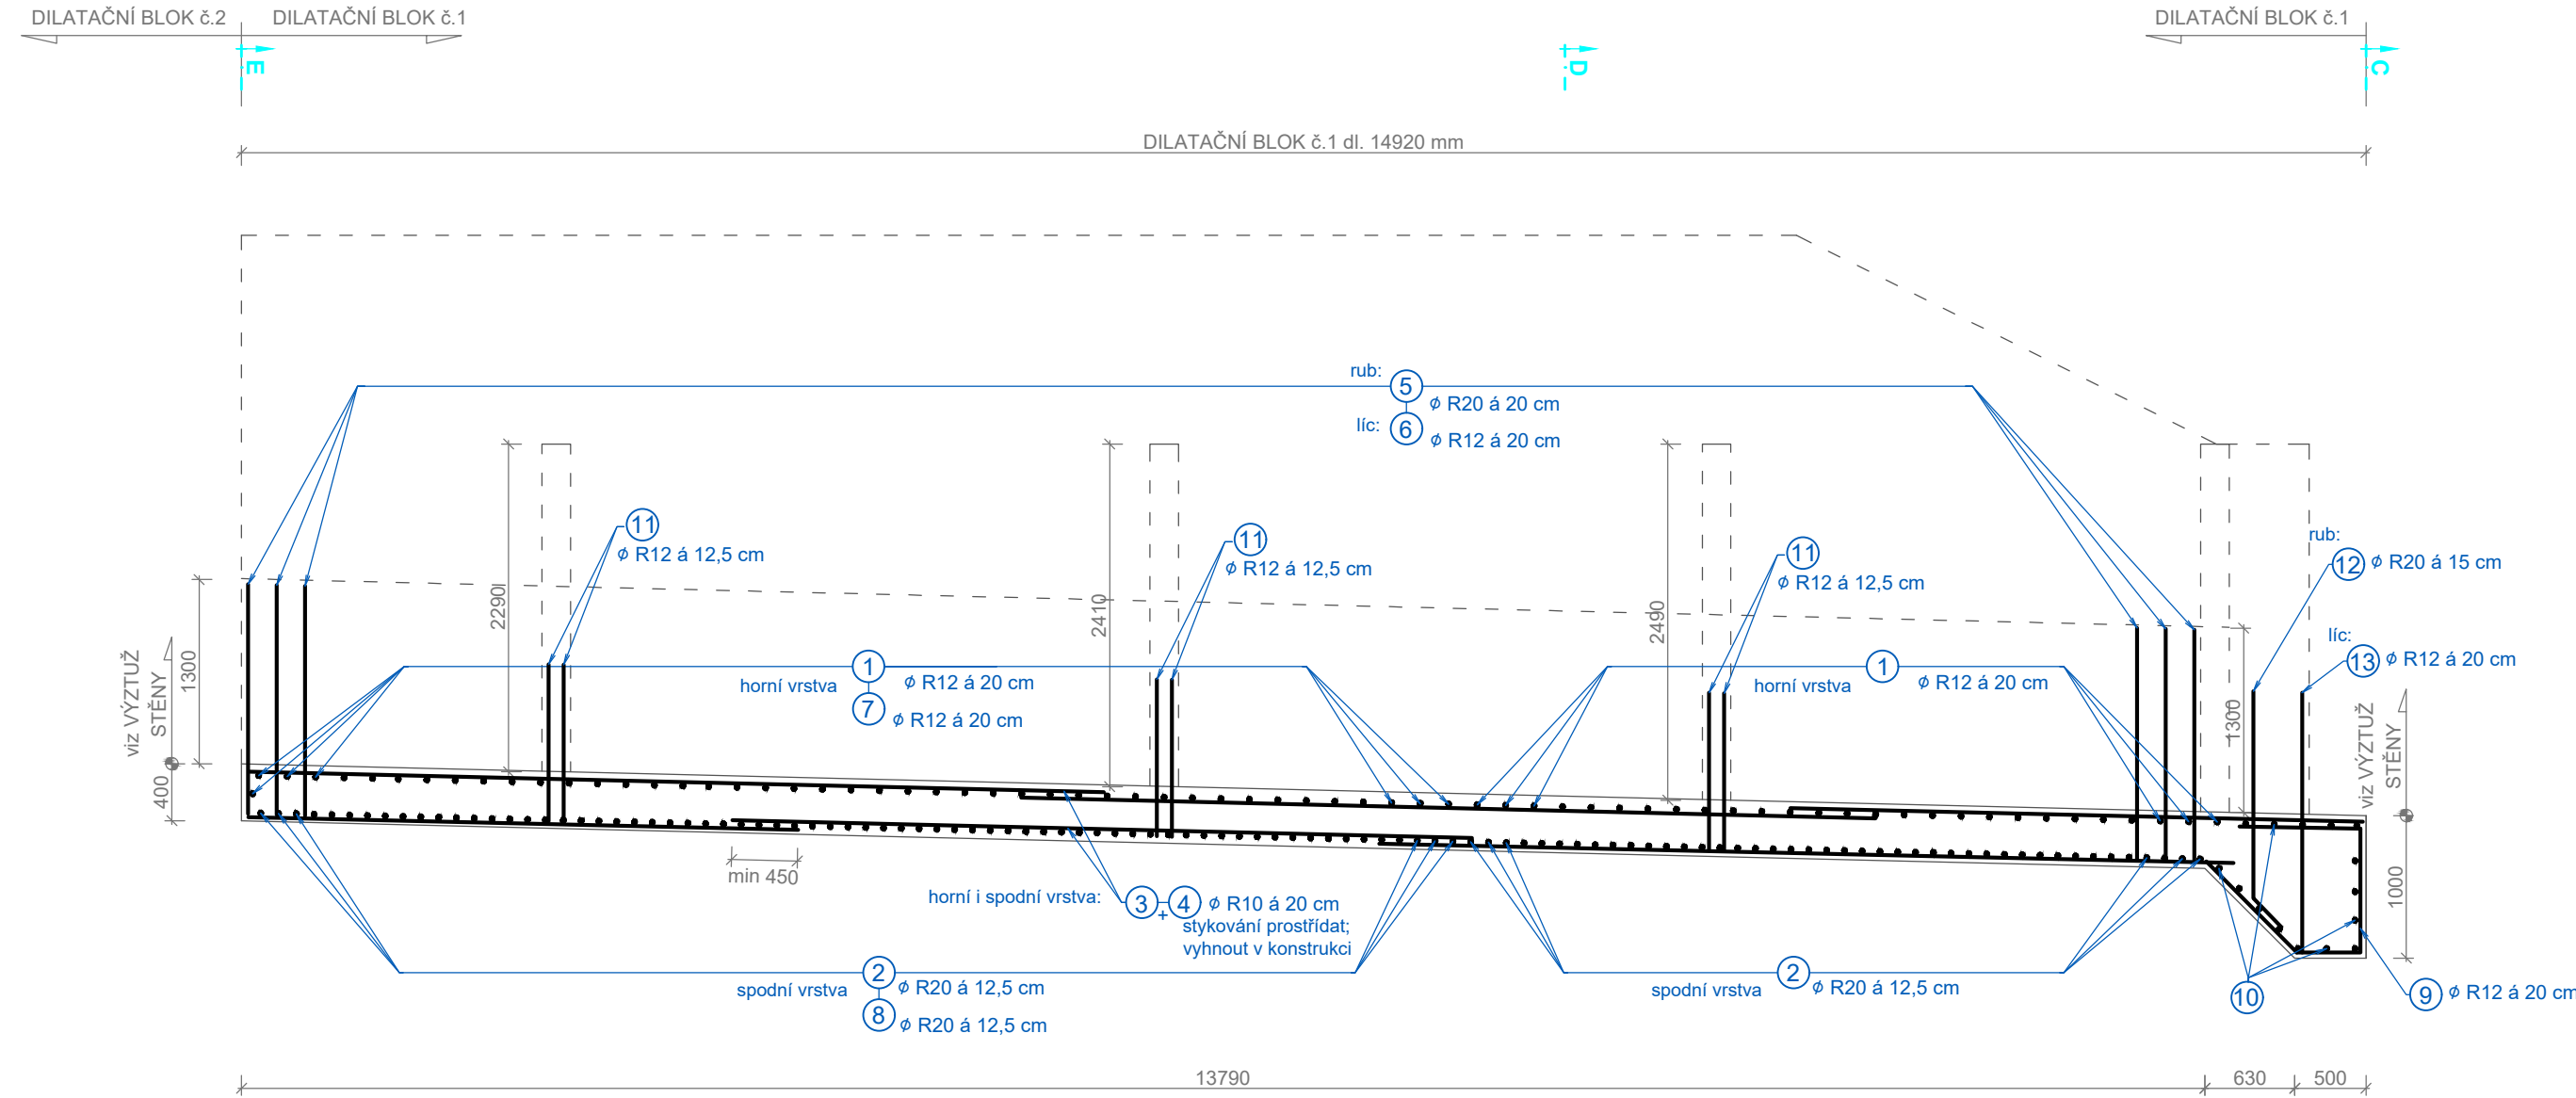 DILATAČNÍ BLOK č.2
DILATAČNÍ BLOK č.1
DILATAČNÍ BLOK č.1
E
D
C
DILATAČNÍ BLOK č.1 dl. 14920 mm
rub:
5
ϕ R20 á 20 cm
líc:
6
ϕ R12 á 20 cm
11
ϕ R12 á 12,5 cm
11
ϕ R12 á 12,5 cm
11
ϕ R12 á 12,5 cm
rub:
12
ϕ R20 á 15 cm
líc:
13
ϕ R12 á 20 cm
2290
2410
2490
1300
1300
viz VÝZTUŽ
STĚNY
400
horní vrstva
1
ϕ R12 á 20 cm
7
ϕ R12 á 20 cm
horní vrstva
1
ϕ R12 á 20 cm
viz VÝZTUŽ
STĚNY
1000
min 450
horní i spodní vrstva:
3
+
4
ϕ R10 á 20 cm
stykování prostřídat;
vyhnout v konstrukci
spodní vrstva
2
ϕ R20 á 12,5 cm
8
ϕ R20 á 12,5 cm
spodní vrstva
2
ϕ R20 á 12,5 cm
10
9
ϕ R12 á 20 cm
13790
630
500